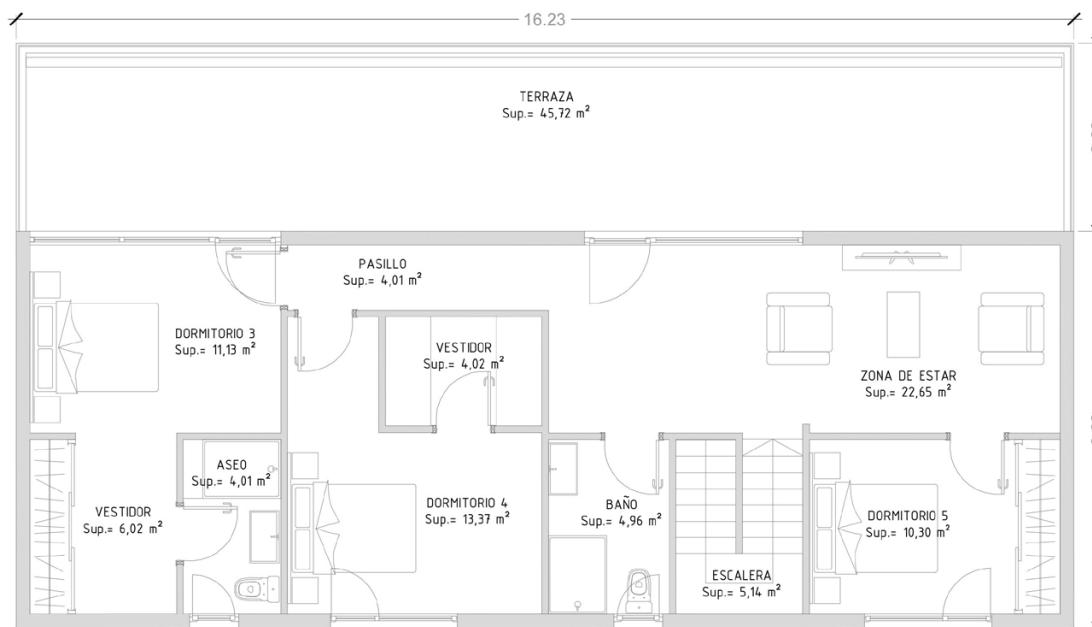 16.23
TERRAZA
Sup.= 45,72 m²
PASILLO
Sup.= 4,01 m²
DORMITORIO 3
Sup.= 11,13 m²
VESTIDOR
Sup.= 4,02 m²
ZONA DE ESTAR
Sup.= 22,65 m²
ASEO
Sup.= 4,01 m²
VESTIDOR
Sup.= 6,02 m²
DORMITORIO 4
Sup.= 13,37 m²
BAÑO
Sup.= 4,96 m²
DORMITORIO 5
Sup.= 10,30 m²
ESCALERA
Sup.= 5,14 m²